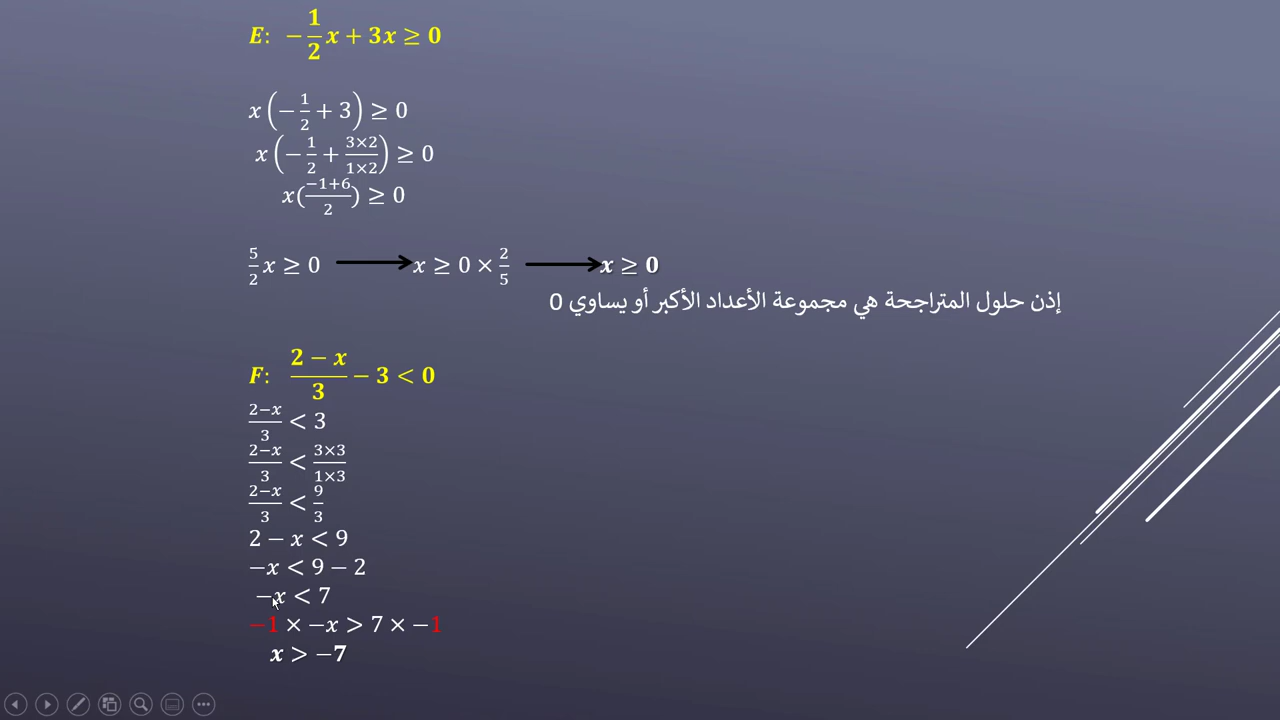 E: −1/2 x + 3x ≥ 0
x(−1/2 + 3) ≥ 0
x(−1/2 + 3×2/1×2) ≥ 0
x(−1+6/2) ≥ 0
5/2 x ≥ 0 → x ≥ 0 × 2/5 → x ≥ 0
إذن حلول المتراجحة هي مجموعة الأعداد الأكبر أو يساوي 0
F: 2 − x/3 − 3 < 0
2−x/3 < 3
2−x/3 < 3×3/1×3
2−x/3 < 9/3
2 − x < 9
−x < 9 − 2
−x < 7
−1 × −x > 7 × −1
x > −7